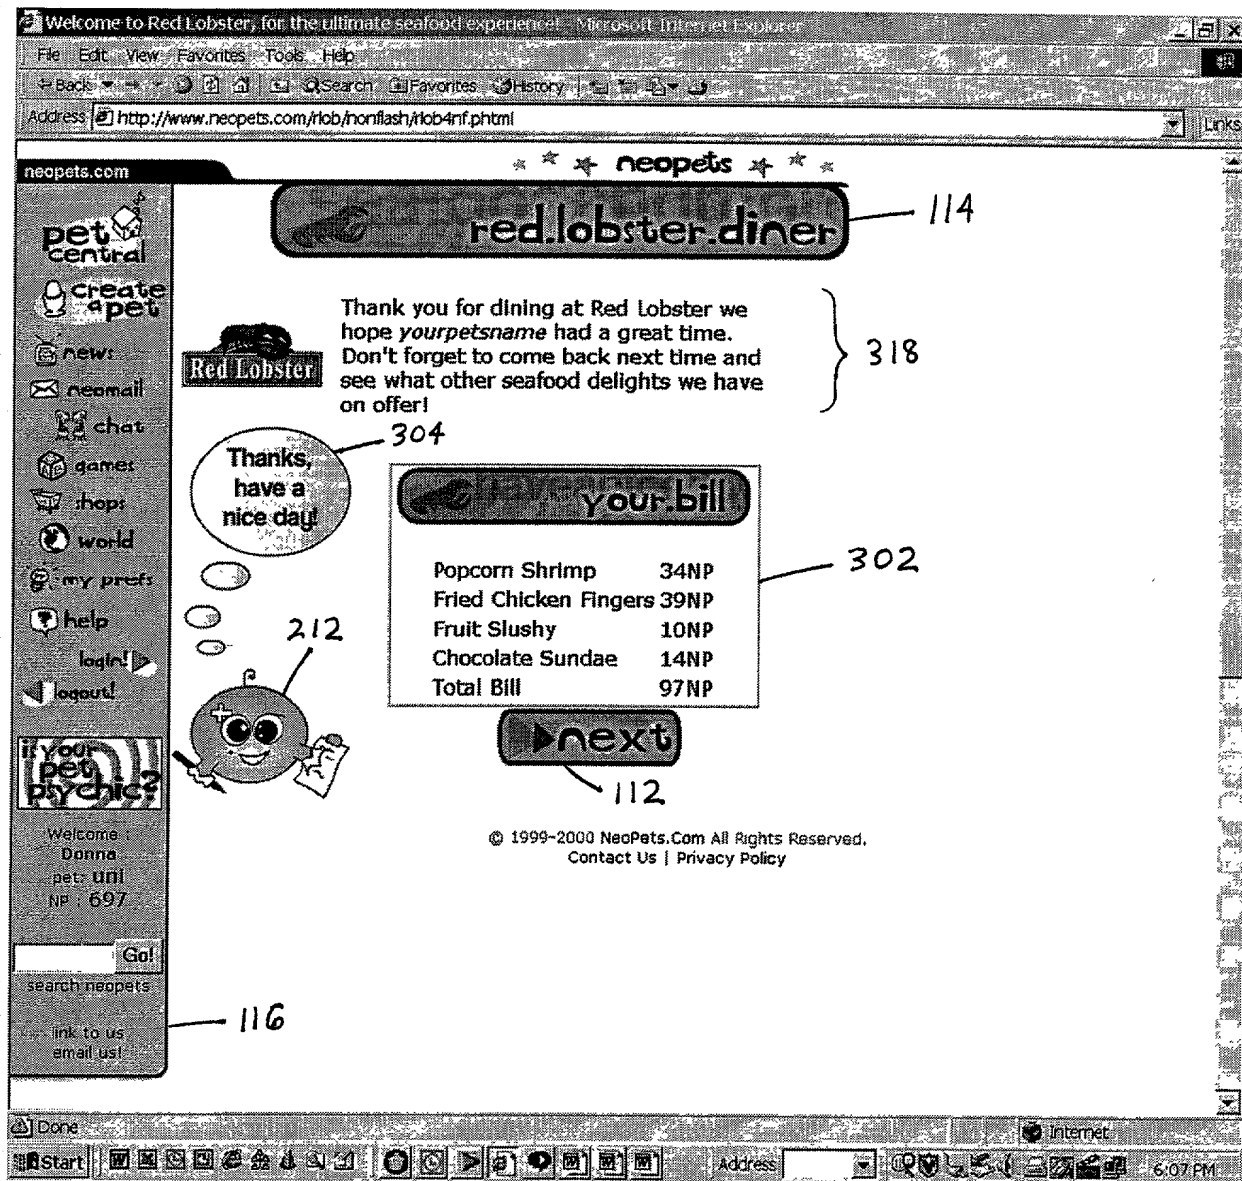 Welcome to Red Lobster, for the ultimate seafood experience! - Microsoft Internet Explorer
File Edit View Favorites Tools Help
Back Search Favorites History
Address http://www.neopets.com/rlob/nonflash/rlob4nf.phtml Links
neopets.com
neopets
red.lobster.diner
114
pet central
create a pet
news
neomail
chat
games
shops
world
my prefs
help
login!
logout!
is your pet psychic?
Welcome :
Donna
pet: uni
NP : 697
Go!
search neopets
link to us
email us!
116
Red Lobster
Thank you for dining at Red Lobster we
hope yourpetsname had a great time.
Don't forget to come back next time and
see what other seafood delights we have
on offer!
318
304
Thanks,
have a
nice day!
212
your.bill
Popcorn Shrimp 34NP
Fried Chicken Fingers 39NP
Fruit Slushy 10NP
Chocolate Sundae 14NP
Total Bill 97NP
302
next
112
© 1999-2000 NeoPets.Com All Rights Reserved.
Contact Us | Privacy Policy
Done Internet
Start Address 6:07 PM